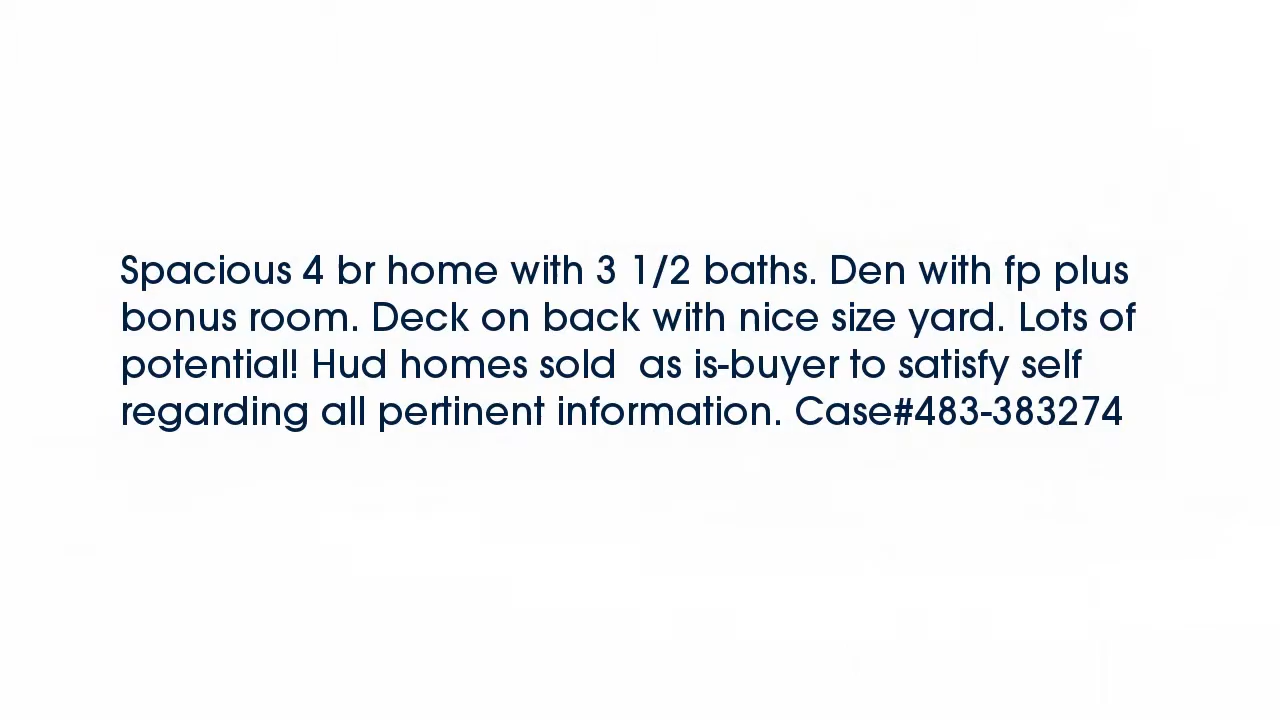 Spacious 4 br home with 3 1/2 baths. Den with fp plus
bonus room. Deck on back with nice size yard. Lots of
potential! Hud homes sold  as is-buyer to satisfy self
regarding all pertinent information. Case#483-383274